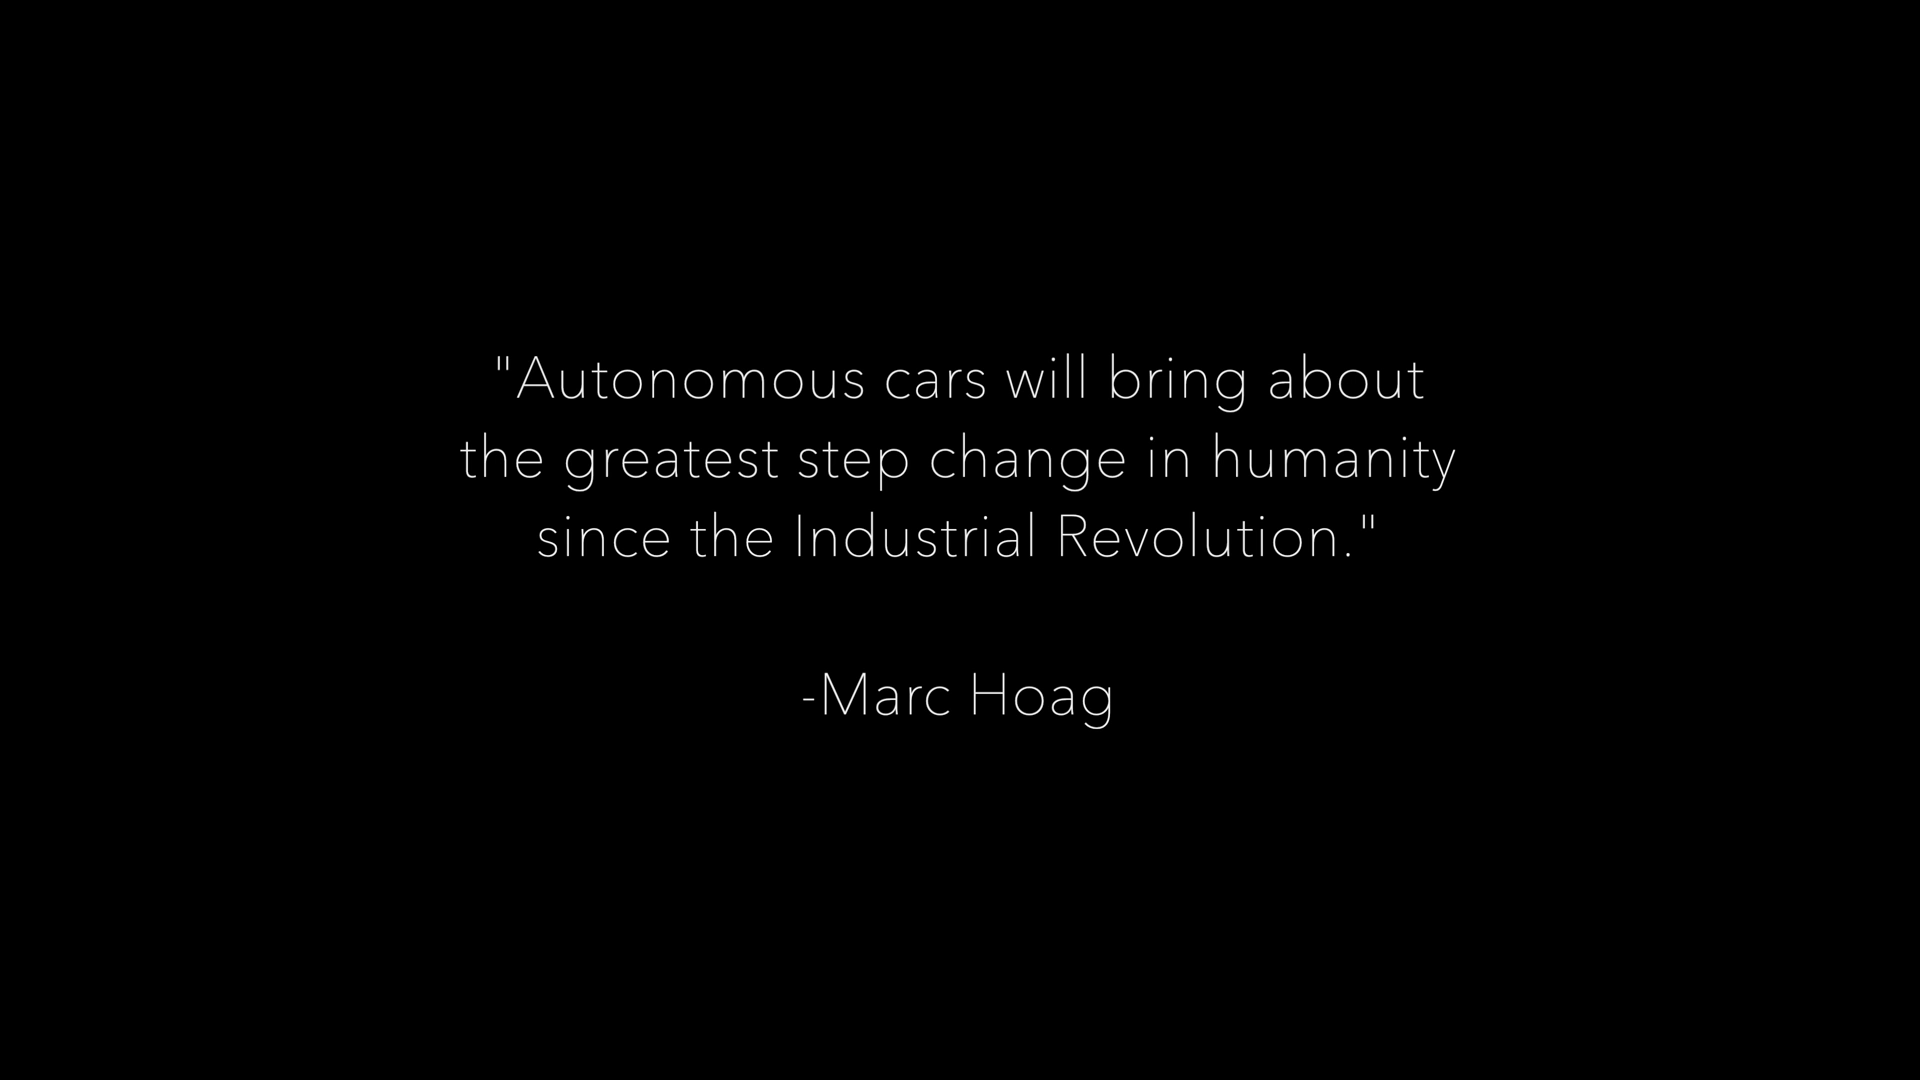 "Autonomous cars will bring about
the greatest step change in humanity
since the Industrial Revolution."
-Marc Hoag